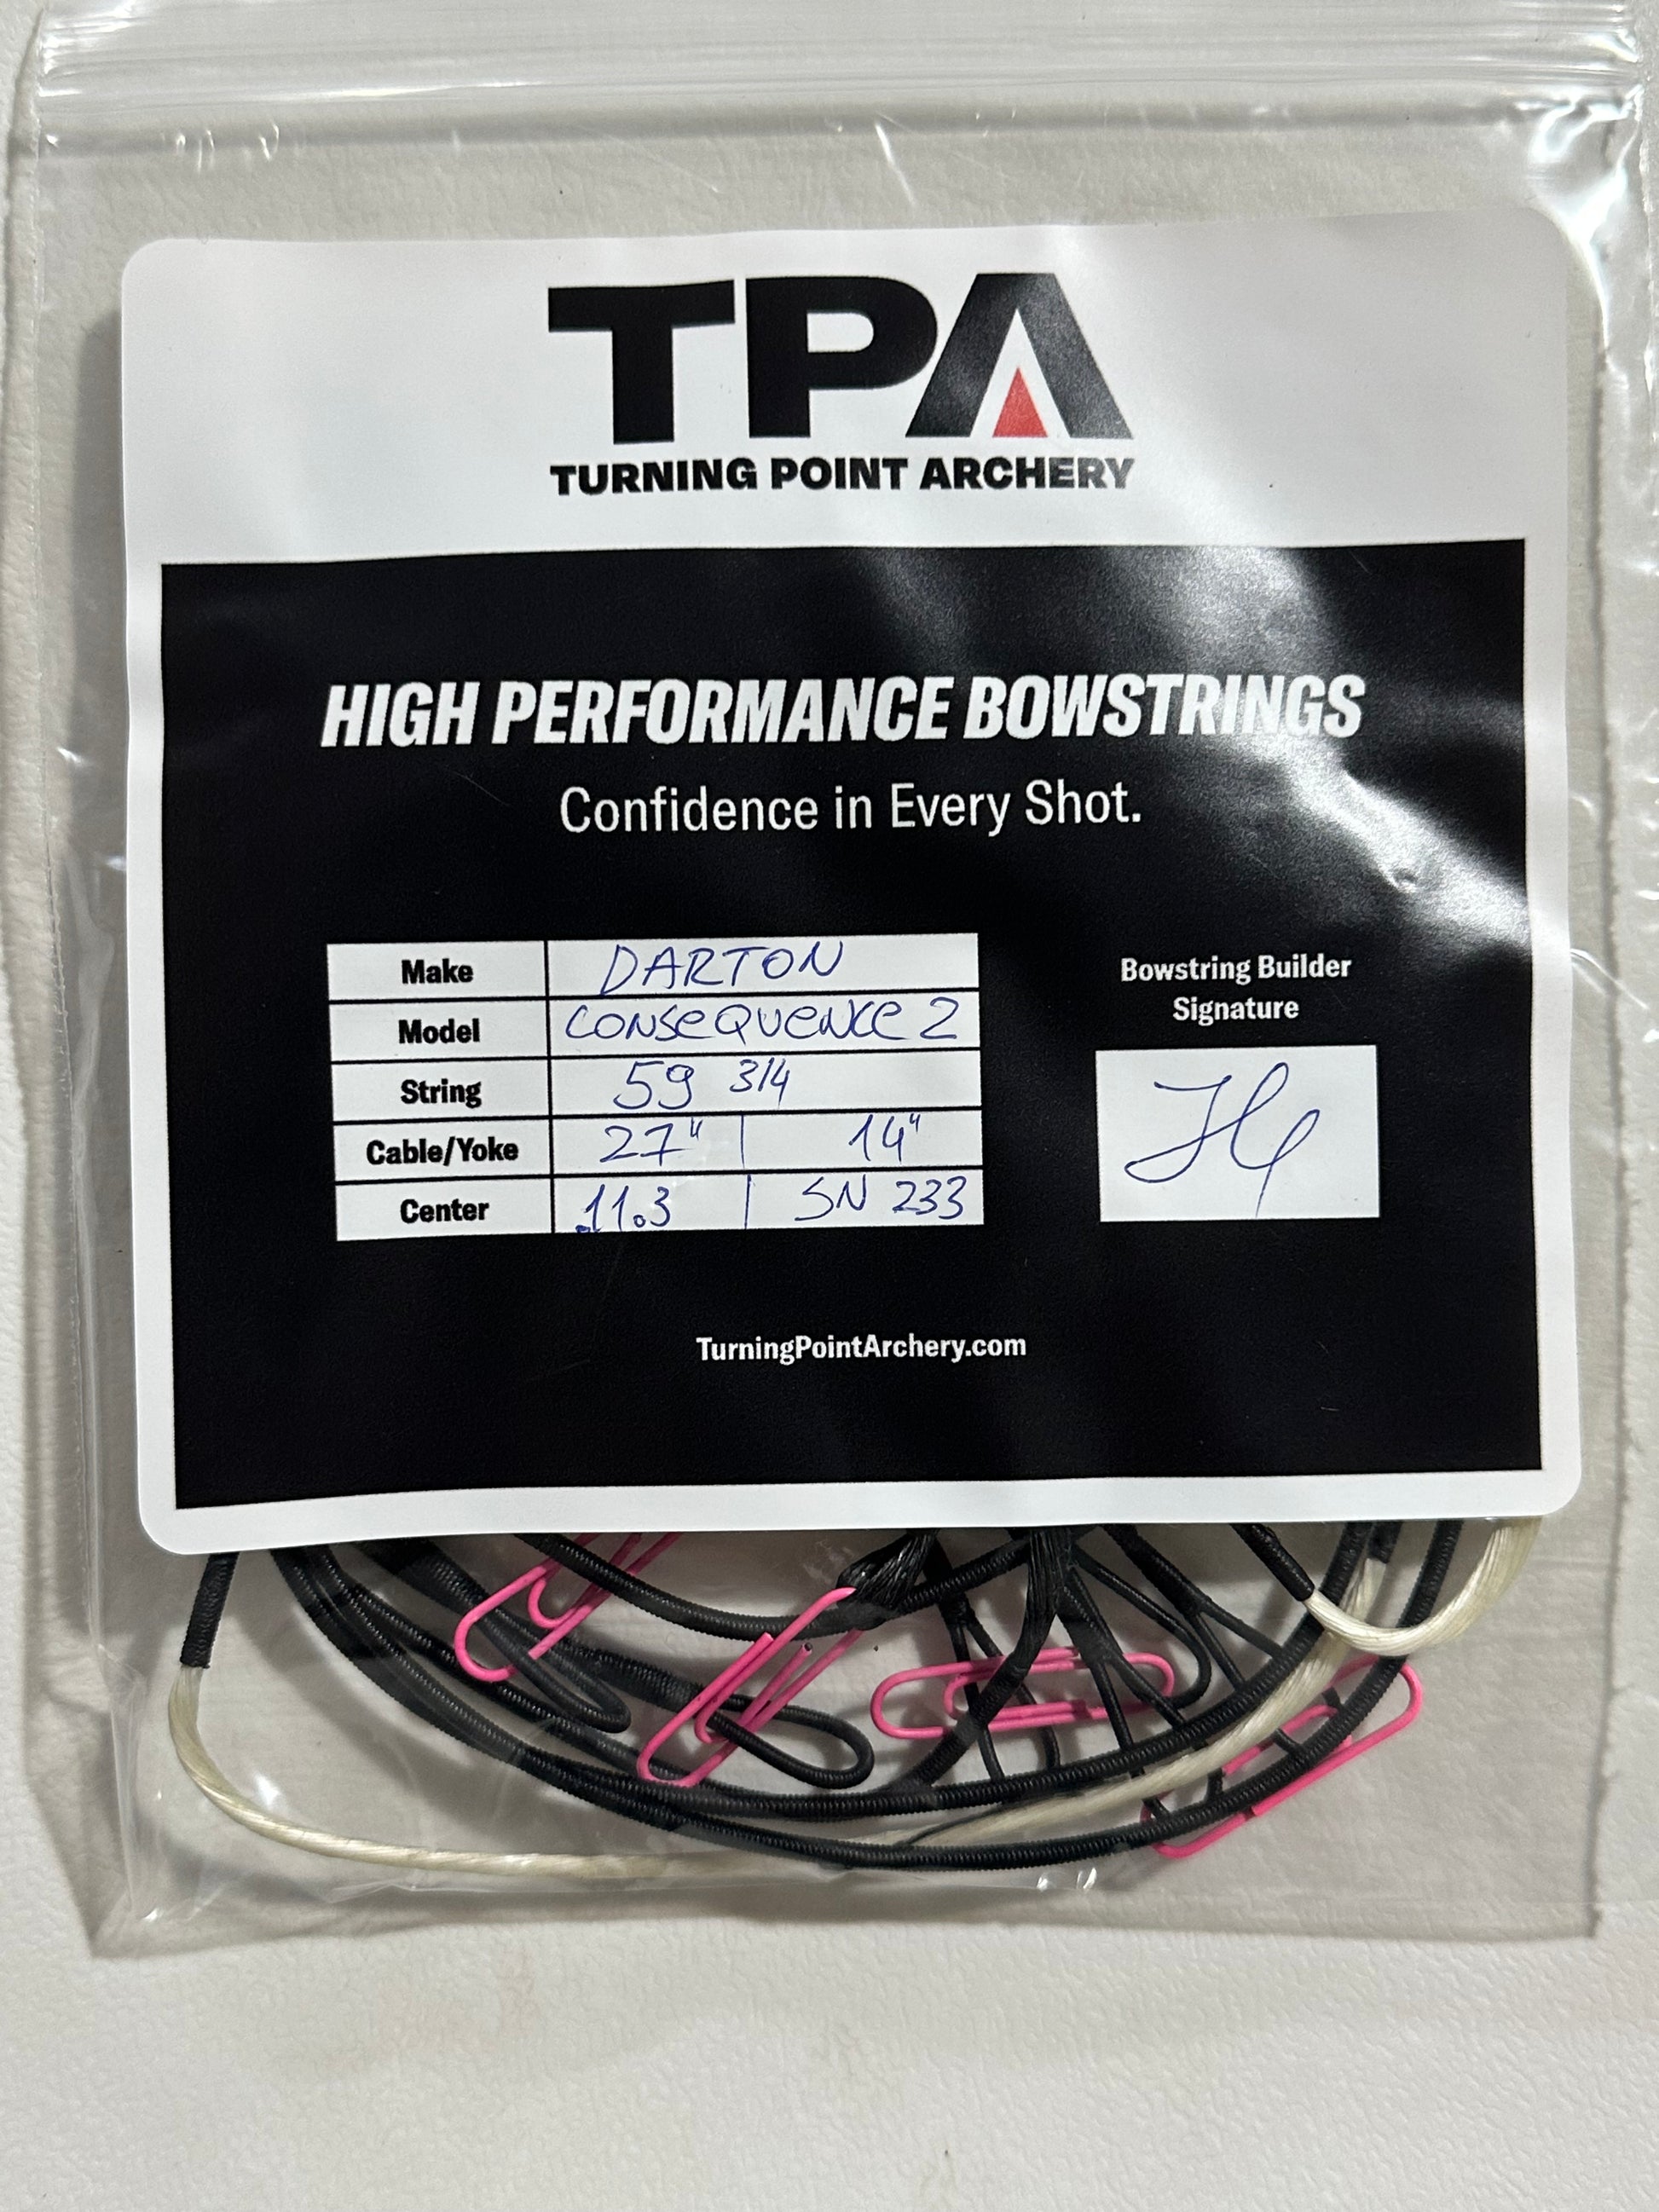 TPA
TURNING POINT ARCHERY
HIGH PERFORMANCE BOWSTRINGS
Confidence in Every Shot.
Make DARTON
Model CONSEQUENCE 2
String 59 3/4
Cable/Yoke 27" | 14"
Center .11.3 | SN 233
Bowstring Builder
Signature
TurningPointArchery.com